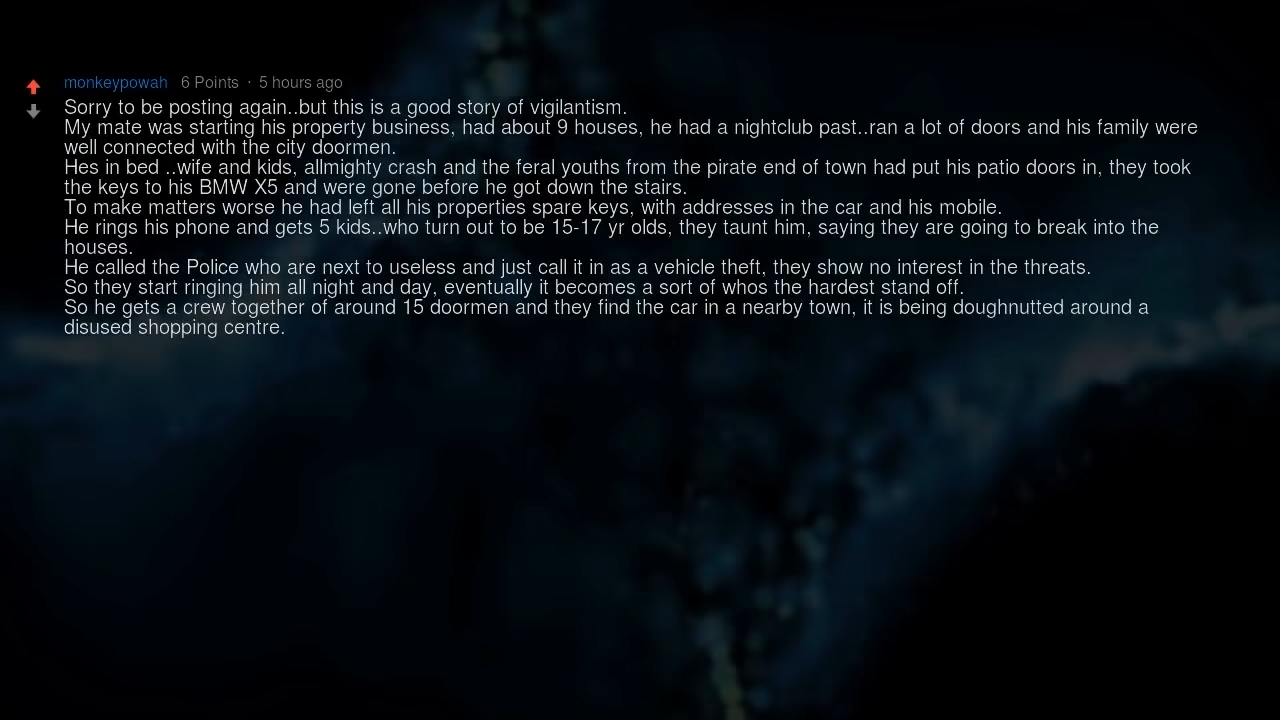 monkeypowah 6 Points · 5 hours ago
Sorry to be posting again..but this is a good story of vigilantism.
My mate was starting his property business, had about 9 houses, he had a nightclub past..ran a lot of doors and his family were
well connected with the city doormen.
Hes in bed ..wife and kids, allmighty crash and the feral youths from the pirate end of town had put his patio doors in, they took
the keys to his BMW X5 and were gone before he got down the stairs.
To make matters worse he had left all his properties spare keys, with addresses in the car and his mobile.
He rings his phone and gets 5 kids..who turn out to be 15-17 yr olds, they taunt him, saying they are going to break into the
houses.
He called the Police who are next to useless and just call it in as a vehicle theft, they show no interest in the threats.
So they start ringing him all night and day, eventually it becomes a sort of whos the hardest stand off.
So he gets a crew together of around 15 doormen and they find the car in a nearby town, it is being doughnutted around a
disused shopping centre.